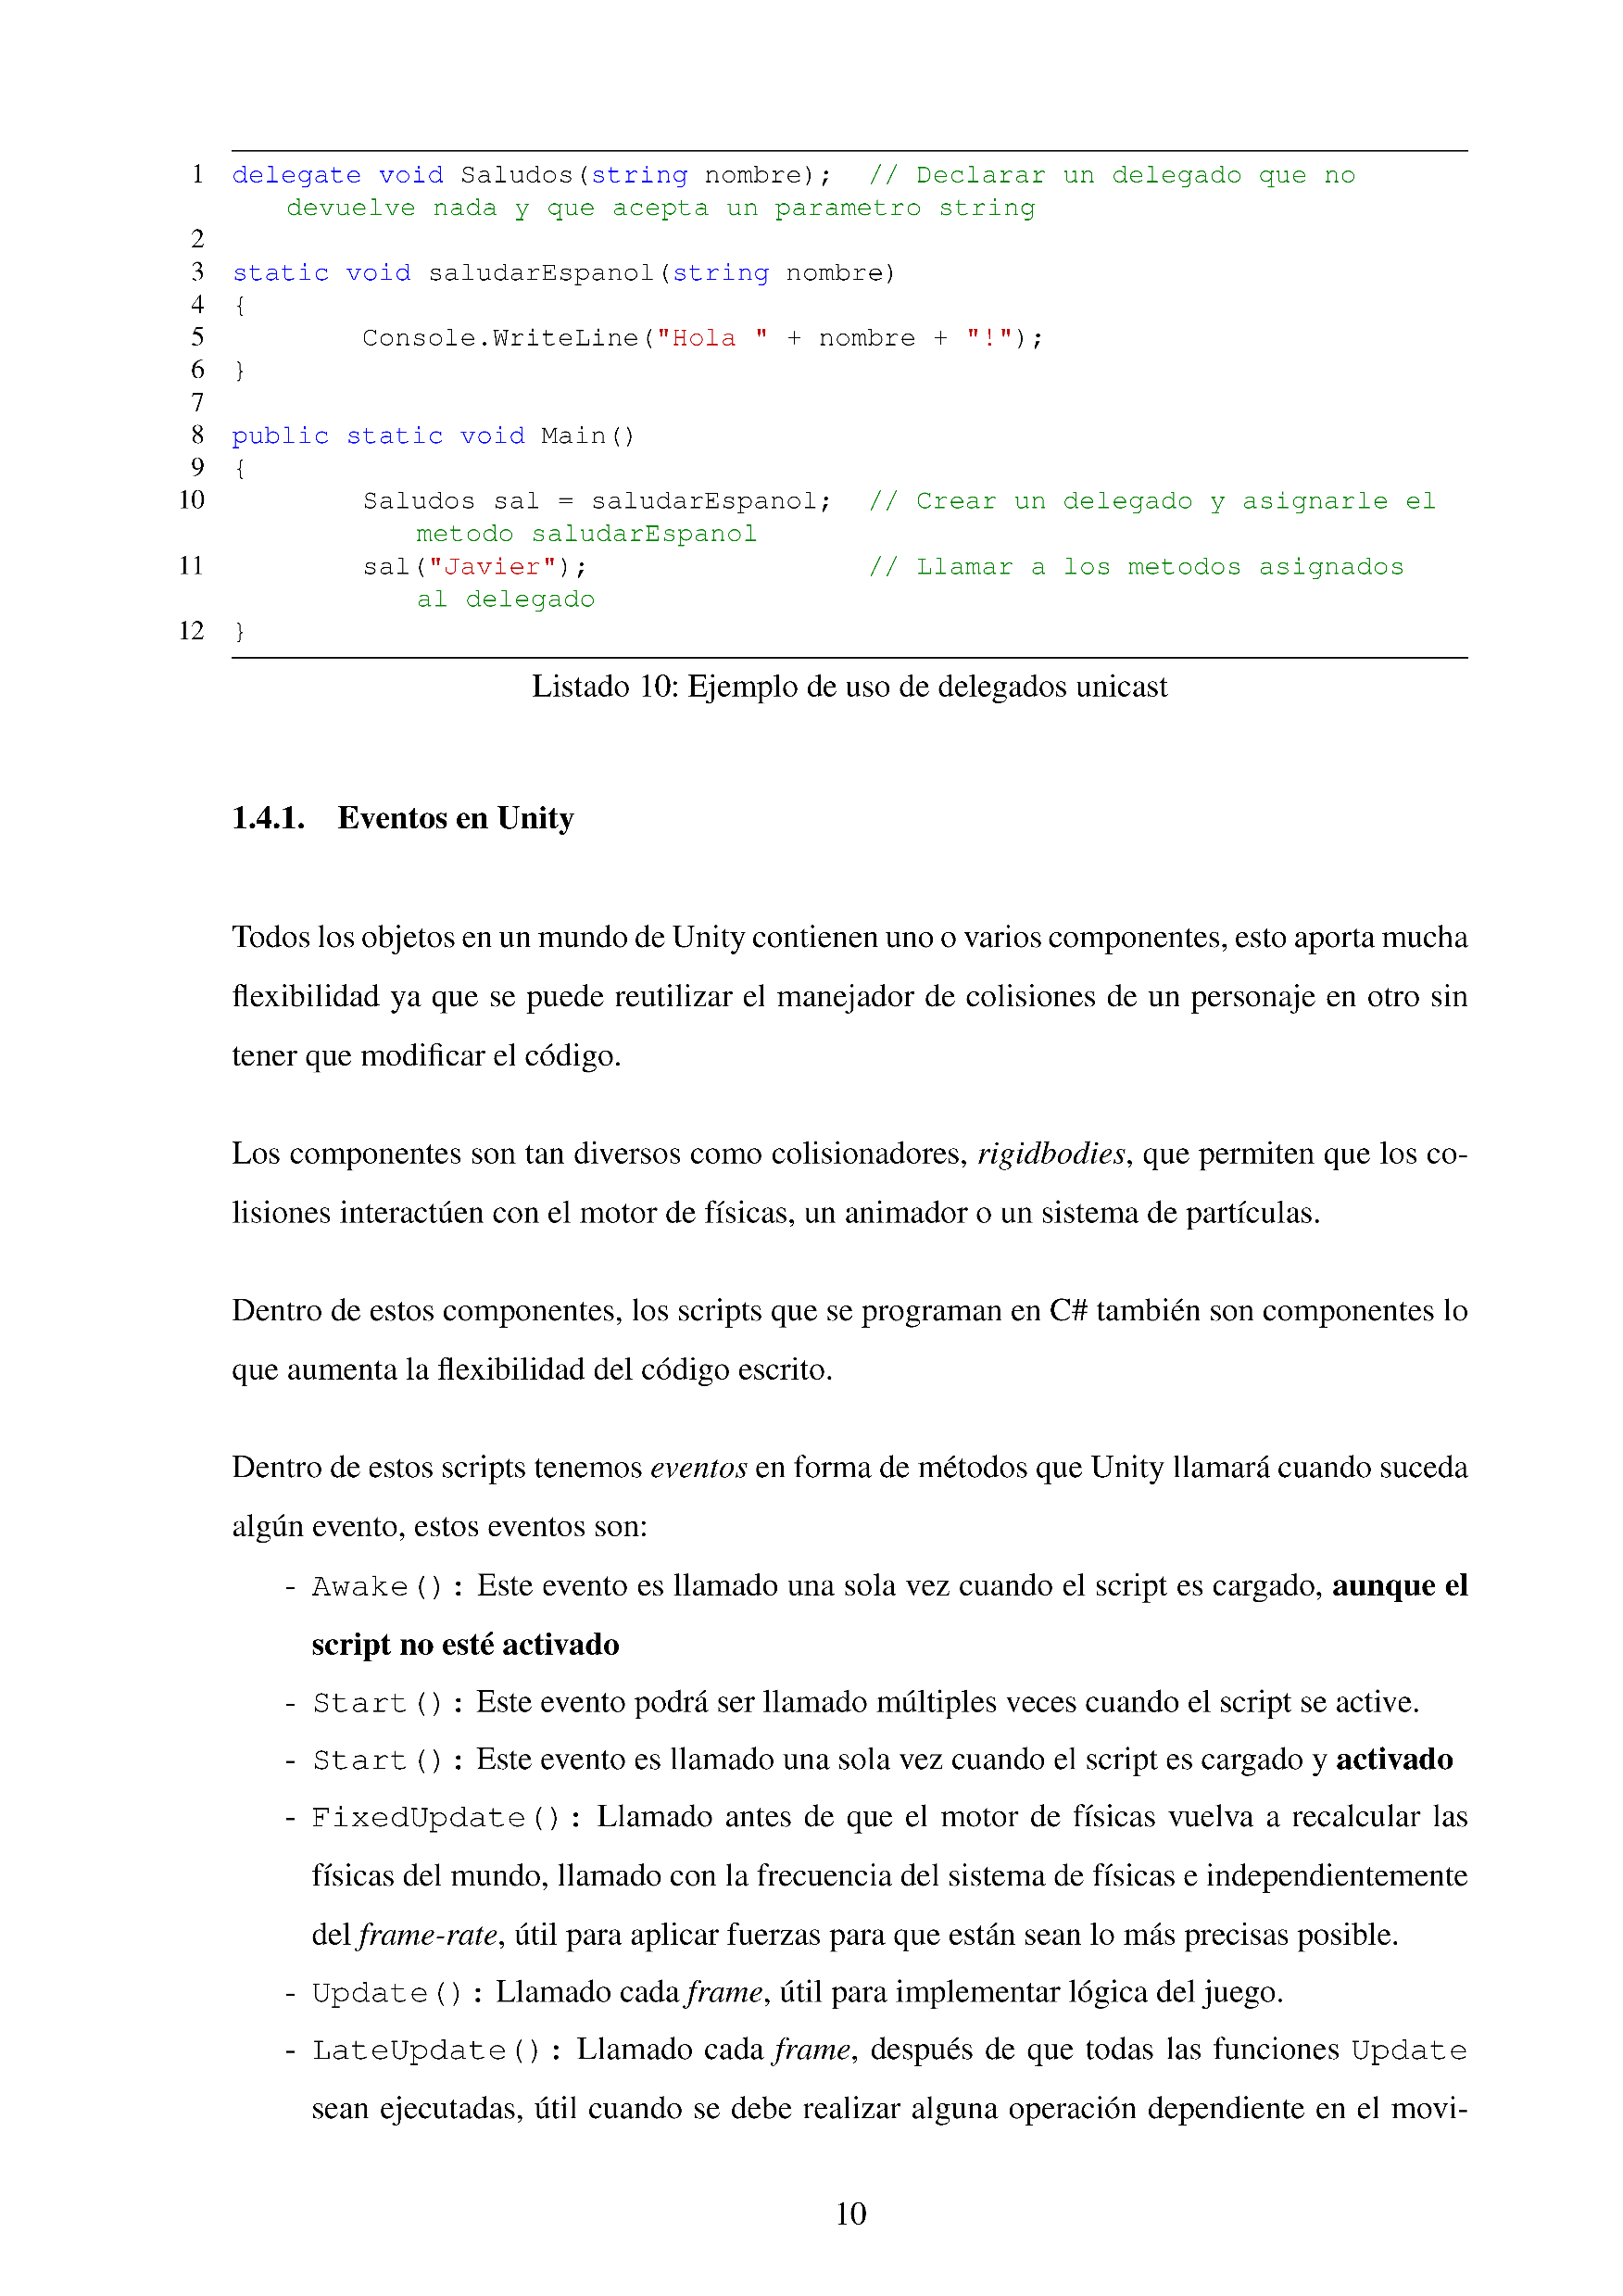 1 delegate void Saludos(string nombre);  // Declarar un delegado que no
devuelve nada y que acepta un parametro string
2
3 static void saludarEspanol(string nombre)
4 {
5         Console.WriteLine("Hola " + nombre + "!");
6 }
7
8 public static void Main()
9 {
10         Saludos sal = saludarEspanol;  // Crear un delegado y asignarle el
metodo saludarEspanol
11         sal("Javier");                 // Llamar a los metodos asignados
al delegado
12 }
Listado 10: Ejemplo de uso de delegados unicast
1.4.1. Eventos en Unity
Todos los objetos en un mundo de Unity contienen uno o varios componentes, esto aporta mucha
flexibilidad ya que se puede reutilizar el manejador de colisiones de un personaje en otro sin
tener que modificar el código.
Los componentes son tan diversos como colisionadores, rigidbodies, que permiten que los co-
lisiones interactúen con el motor de físicas, un animador o un sistema de partículas.
Dentro de estos componentes, los scripts que se programan en C# también son componentes lo
que aumenta la flexibilidad del código escrito.
Dentro de estos scripts tenemos eventos en forma de métodos que Unity llamará cuando suceda
algún evento, estos eventos son:
- Awake(): Este evento es llamado una sola vez cuando el script es cargado, aunque el
script no esté activado
- Start(): Este evento podrá ser llamado múltiples veces cuando el script se active.
- Start(): Este evento es llamado una sola vez cuando el script es cargado y activado
- FixedUpdate(): Llamado antes de que el motor de físicas vuelva a recalcular las
físicas del mundo, llamado con la frecuencia del sistema de físicas e independientemente
del frame-rate, útil para aplicar fuerzas para que están sean lo más precisas posible.
- Update(): Llamado cada frame, útil para implementar lógica del juego.
- LateUpdate(): Llamado cada frame, después de que todas las funciones Update
sean ejecutadas, útil cuando se debe realizar alguna operación dependiente en el movi-
10